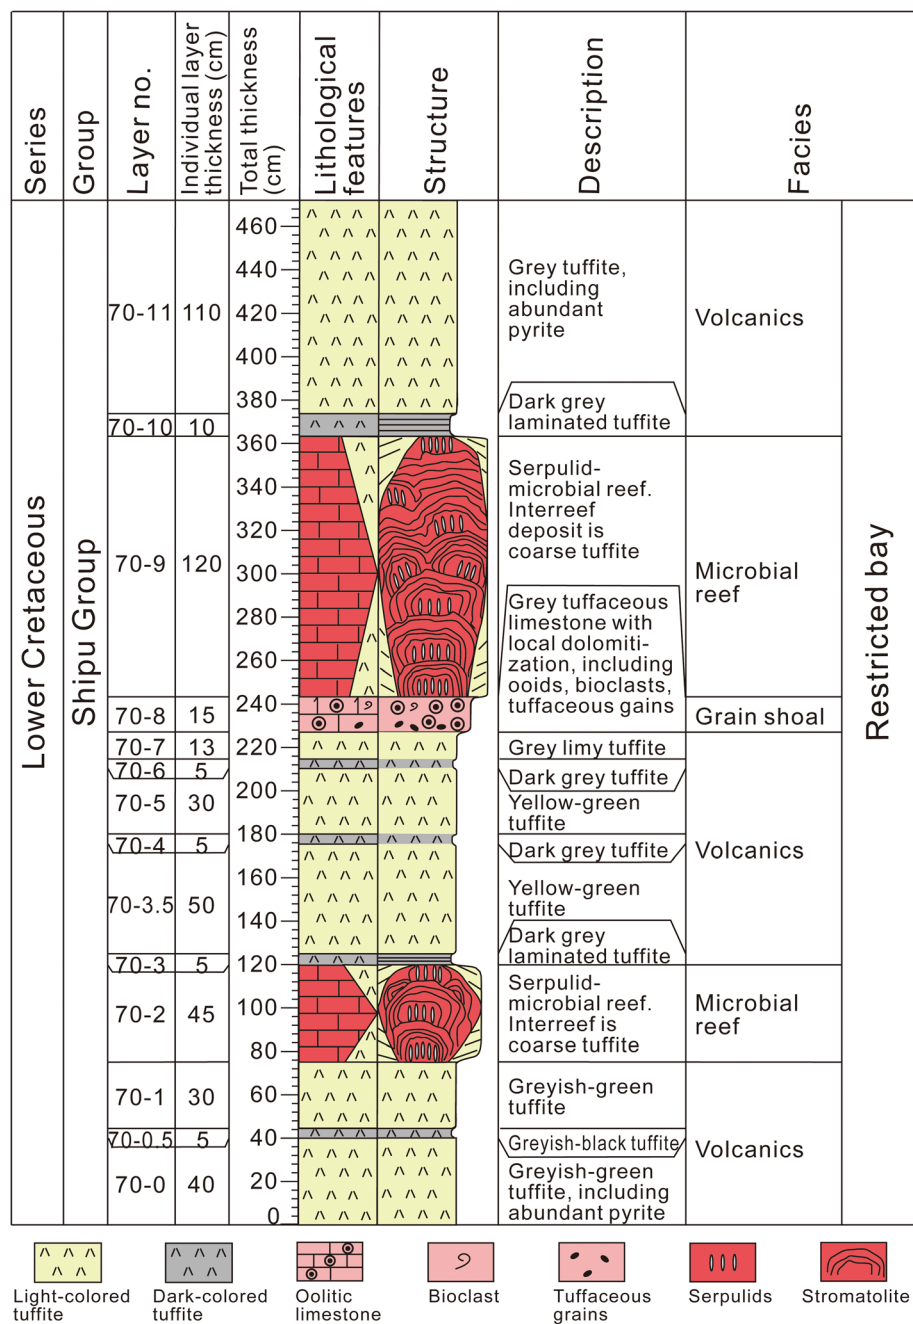 Series
Group
Layer no.
Individual layer
thickness (cm)
Total thickness
(cm)
Lithological
features
Structure
Description
Facies
Lower Cretaceous
Shipu Group
70-11
110
70-10
10
70-9
120
70-8
15
70-7
13
70-6
5
70-5
30
70-4
5
70-3.5
50
70-3
5
70-2
45
70-1
30
70-0.5
5
70-0
40
460
440
420
400
380
360
340
320
300
280
260
240
220
200
180
160
140
120
100
80
60
40
20
0
Grey tuffite,
including
abundant
pyrite
Dark grey
laminated tuffite
Serpulid-
microbial reef.
Interreef
deposit is
coarse tuffite
Grey tuffaceous
limestone with
local dolomiti-
zation, including
ooids, bioclasts,
tuffaceous gains
Grey limy tuffite
Dark grey tuffite
Yellow-green
tuffite
Dark grey tuffite
Yellow-green
tuffite
Dark grey
laminated tuffite
Serpulid-
microbial reef.
Interreef is
coarse tuffite
Greyish-green
tuffite
Greyish-black tuffite
Greyish-green
tuffite, including
abundant pyrite
Volcanics
Microbial
reef
Grain shoal
Volcanics
Microbial
reef
Volcanics
Restricted bay
Light-colored
tuffite
Dark-colored
tuffite
Oolitic
limestone
Bioclast
Tuffaceous
grains
Serpulids
Stromatolite